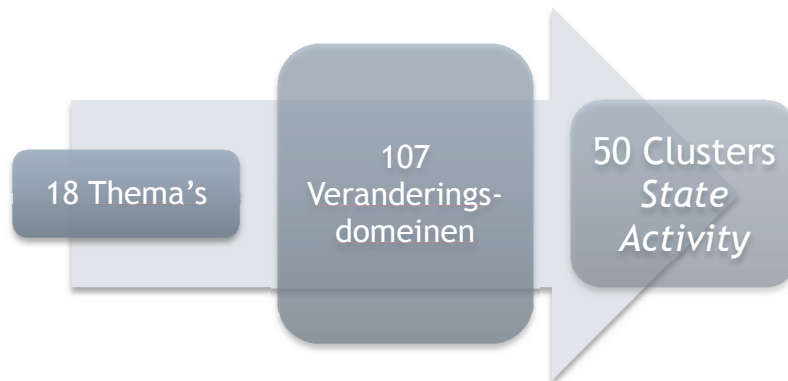 18 Thema’s
107
Veranderings-
domeinen
50 Clusters
State
Activity